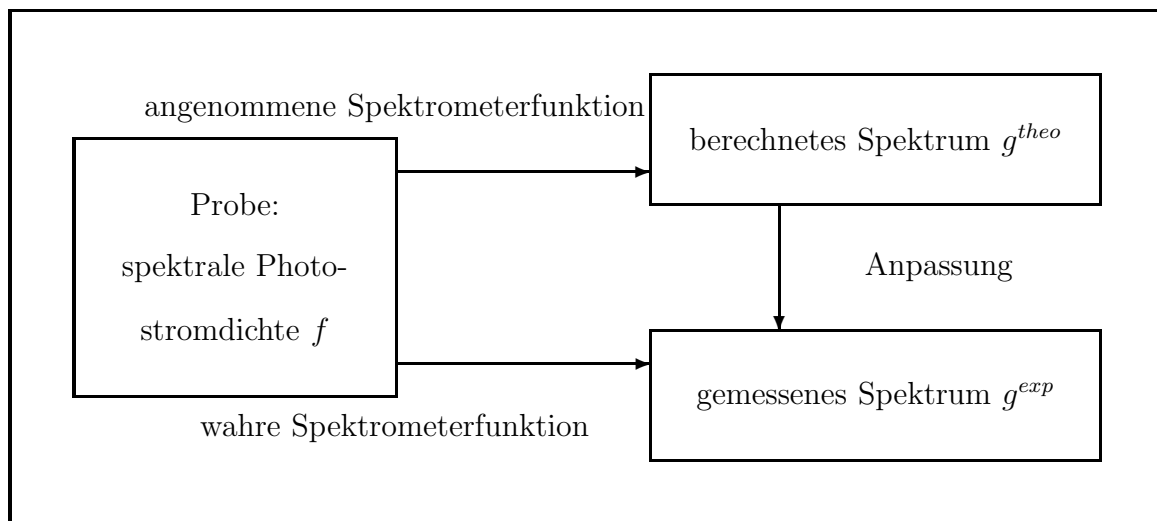 angenommene Spektrometerfunktion
berechnetes Spektrum g^{theo}
Probe:
spektrale Photo-
stromdichte f
Anpassung
gemessenes Spektrum g^{exp}
wahre Spektrometerfunktion